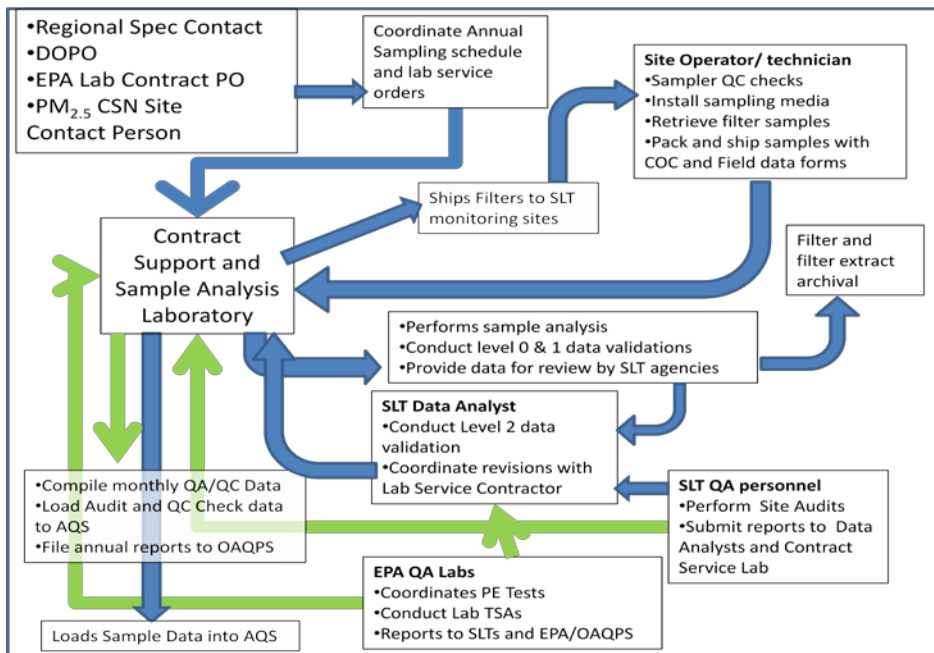 •Regional Spec Contact
•DOPO
•EPA Lab Contract PO
•PM2.5 CSN Site
Contact Person
Coordinate Annual
Sampling schedule
and lab service
orders
Site Operator/ technician
•Sampler QC checks
•Install sampling media
•Retrieve filter samples
•Pack and ship samples with
COC and Field data forms
Ships Filters to SLT
monitoring sites
Contract
Support and
Sample Analysis
Laboratory
Filter and
filter extract
archival
•Performs sample analysis
•Conduct level 0 & 1 data validations
•Provide data for review by SLT agencies
SLT Data Analyst
•Conduct Level 2 data
validation
•Coordinate revisions with
Lab Service Contractor
•Compile monthly QA/QC Data
•Load Audit and QC Check data
to AQS
•File annual reports to OAQPS
SLT QA personnel
•Perform Site Audits
•Submit reports to Data
Analysts and Contract
Service Lab
EPA QA Labs
•Coordinates PE Tests
•Conduct Lab TSAs
•Reports to SLTs and EPA/OAQPS
Loads Sample Data into AQS